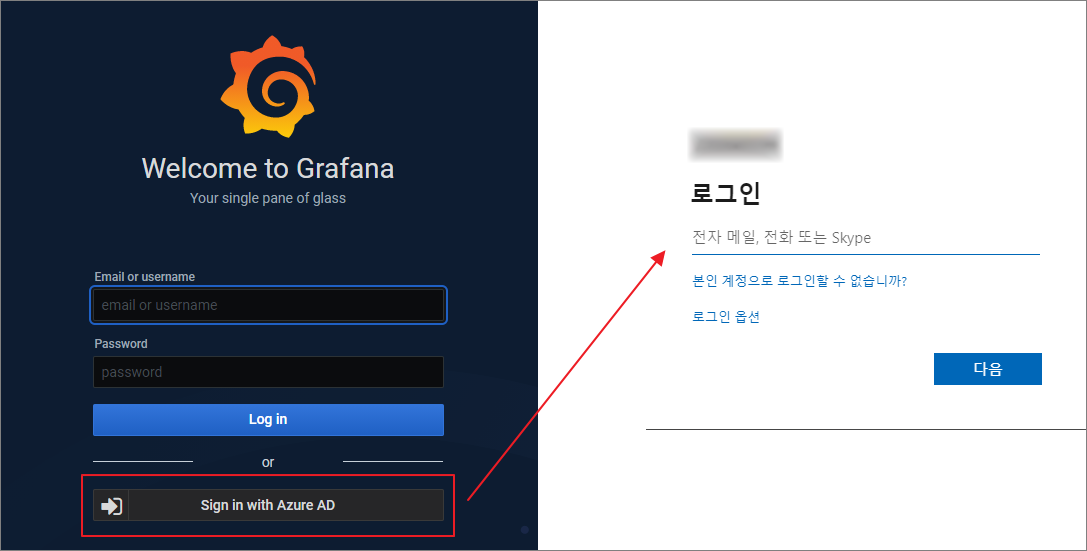 Welcome to Grafana
Your single pane of glass
Email or username
email or username
Password
password
Log in
or
Sign in with Azure AD
로그인
전자 메일, 전화 또는 Skype
본인 계정으로 로그인할 수 없습니까?
로그인 옵션
다음